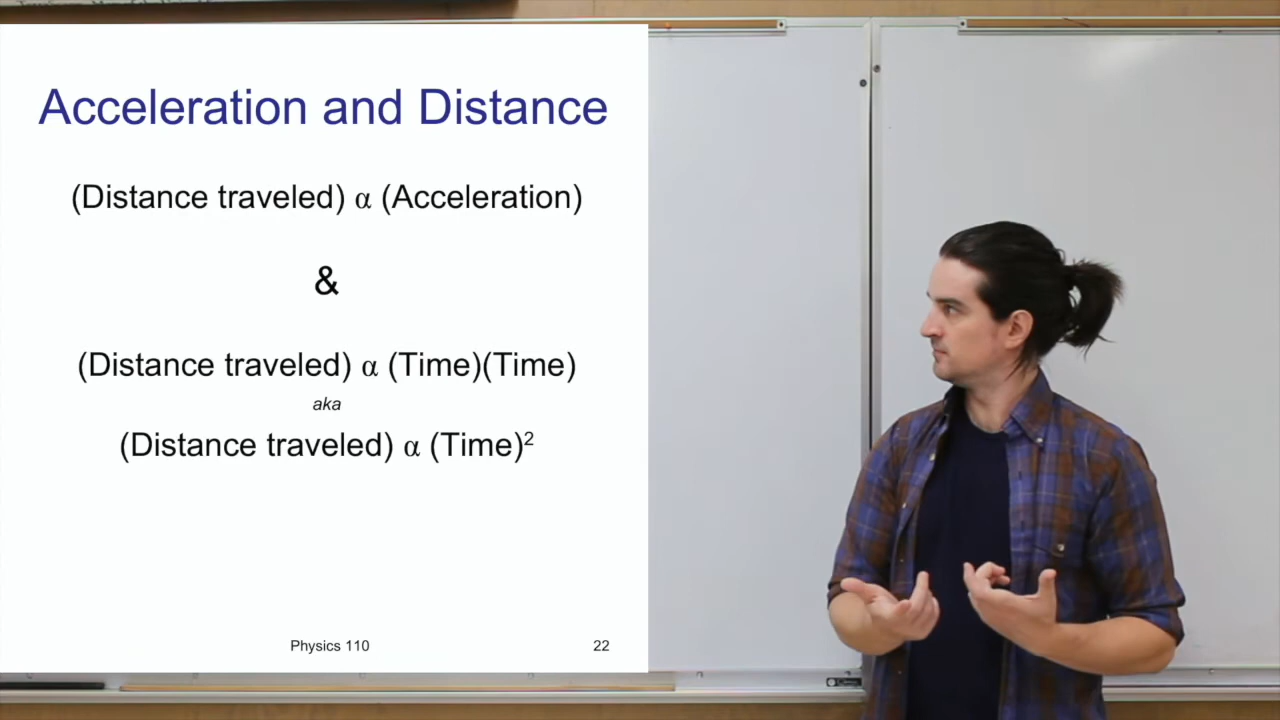 Acceleration and Distance
(Distance traveled) α (Acceleration)
&
(Distance traveled) α (Time)(Time)
aka
(Distance traveled) α (Time)²
Physics 110
22